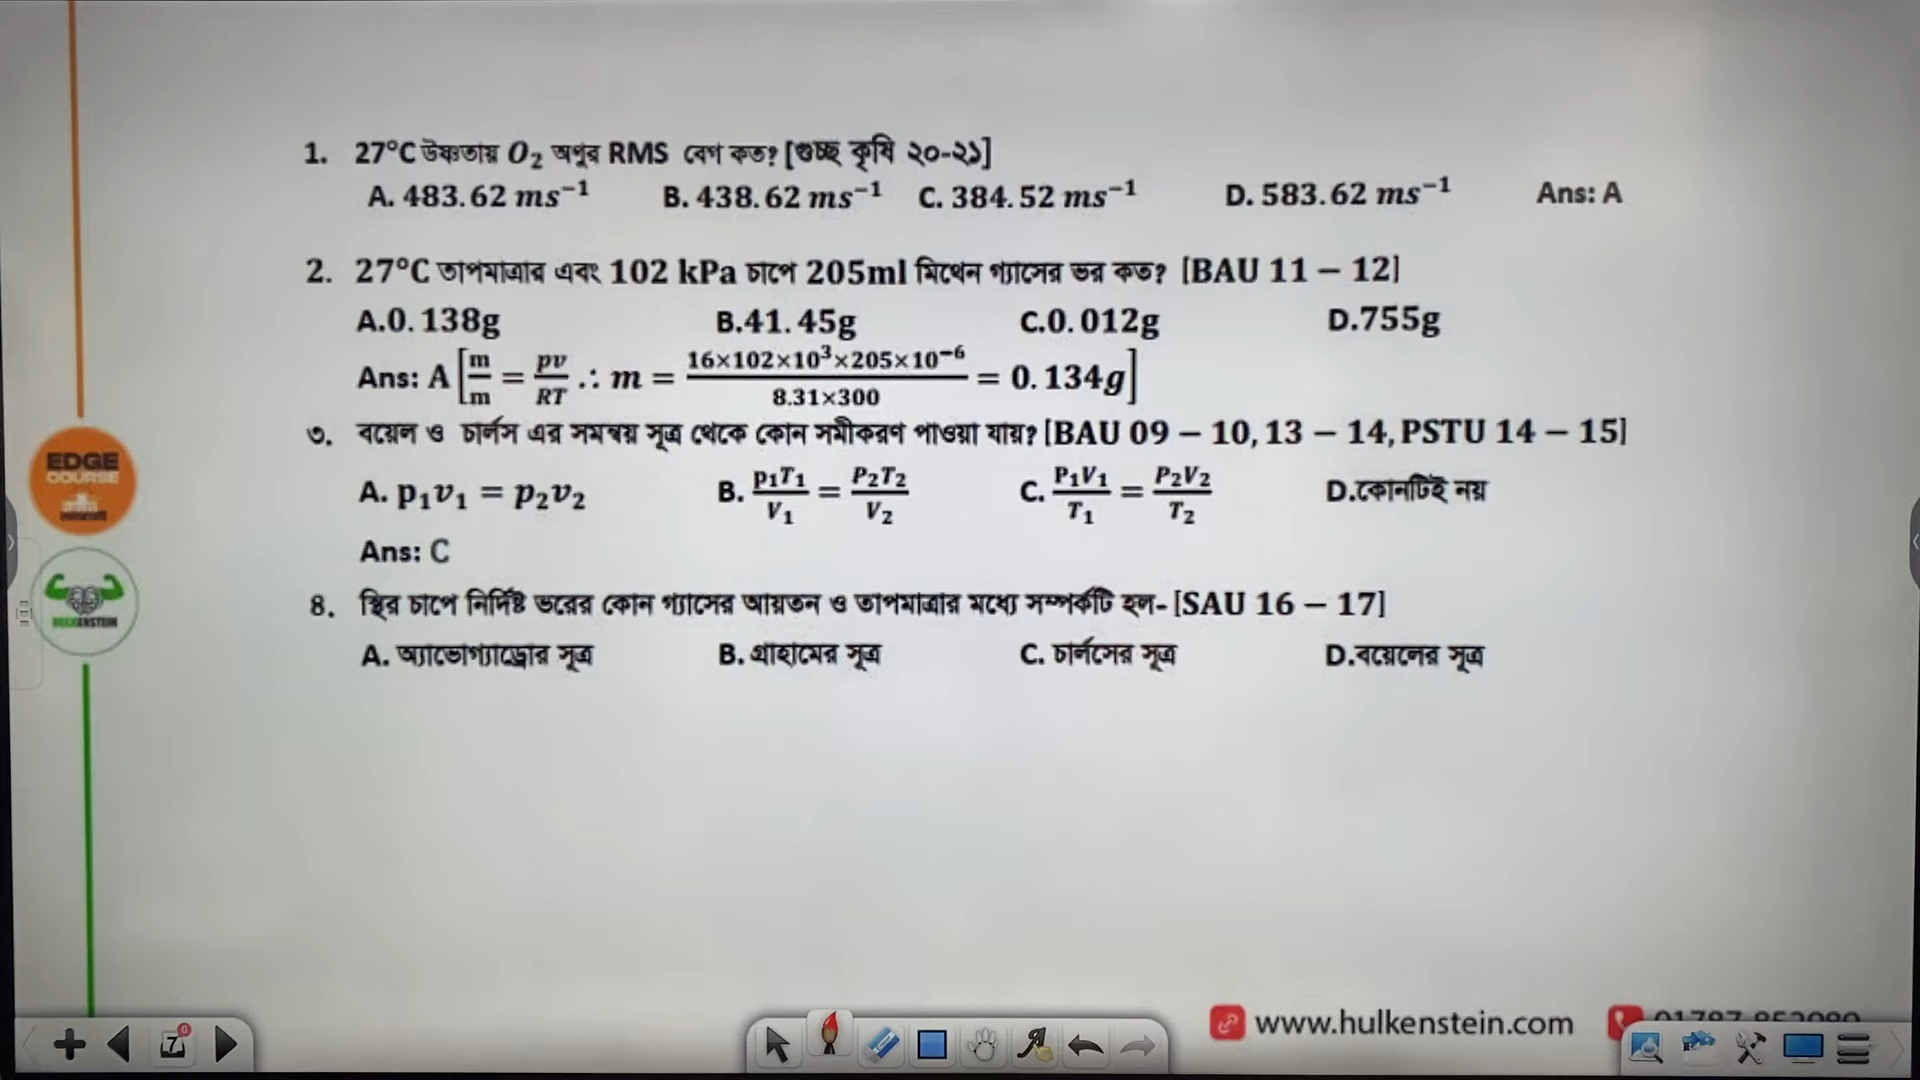 1. 27°C উষ্ণতায় O₂ অণুর RMS বেগ কত? [গুচ্ছ কৃষি ২০-২১]
A. 483.62 ms⁻¹ B. 438.62 ms⁻¹ C. 384.52 ms⁻¹ D. 583.62 ms⁻¹ Ans: A
2. 27°C তাপমাত্রার এবং 102 kPa চাপে 205ml মিথেন গ্যাসের ভর কত? [BAU 11 – 12]
A.0.138g B.41.45g C.0.012g D.755g
Ans: A [m/m = pv/RT ∴ m = 16×102×10³×205×10⁻⁶/8.31×300 = 0.134g]
৩. বয়েল ও চার্লস এর সমন্বয় সূত্র থেকে কোন সমীকরণ পাওয়া যায়? [BAU 09 – 10, 13 – 14, PSTU 14 – 15]
A. p₁v₁ = p₂v₂ B. p₁T₁/V₁ = P₂T₂/V₂ C. P₁V₁/T₁ = P₂V₂/T₂ D.কোনটিই নয়
Ans: C
8. স্থির চাপে নির্দিষ্ট ভরের কোন গ্যাসের আয়তন ও তাপমাত্রার মধ্যে সম্পর্কটি হল- [SAU 16 – 17]
A. অ্যাভোগ্যাড্রোর সূত্র B. গ্রাহামের সূত্র C. চার্লসের সূত্র D.বয়েলের সূত্র
EDGE
COURSE
HULKENSTEIN
7
0
www.hulkenstein.com